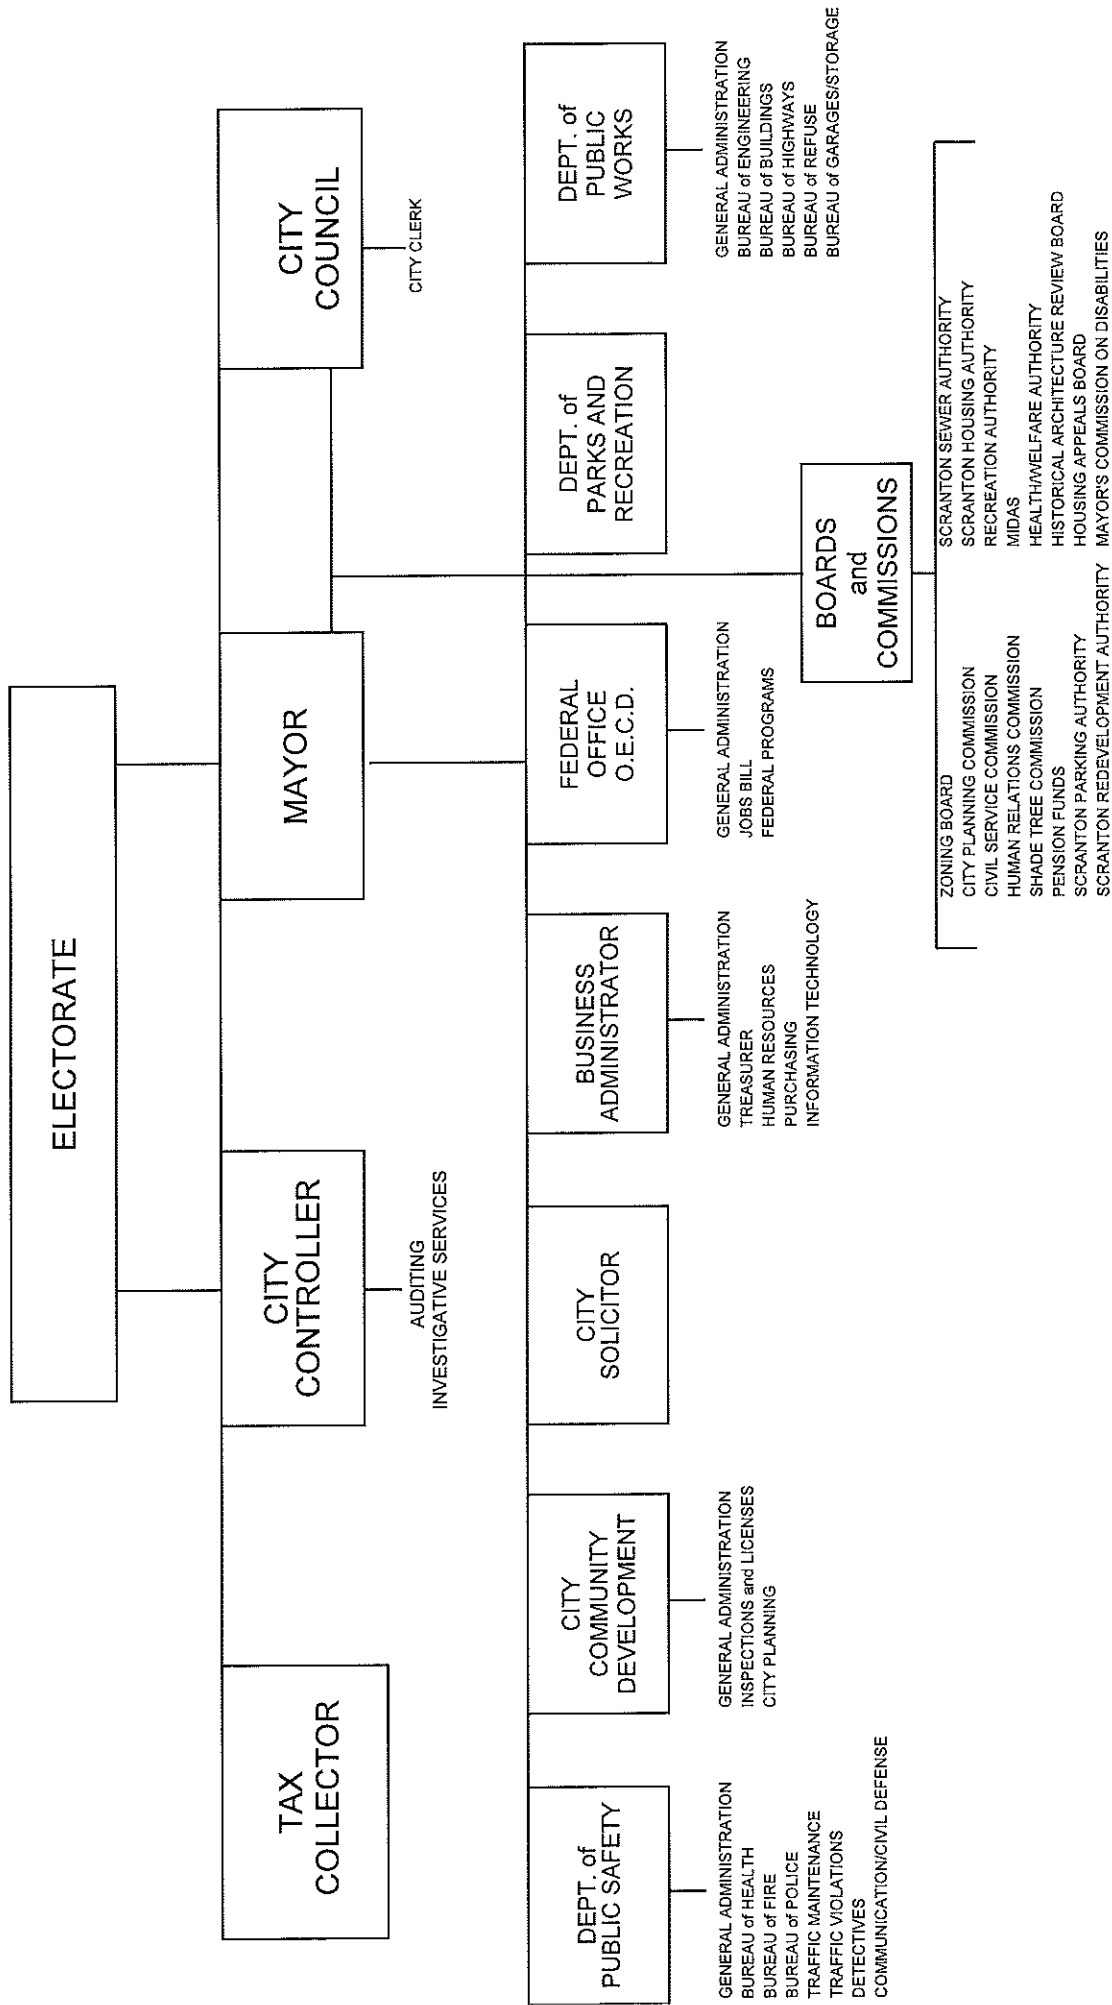 ELECTORATE
TAX
COLLECTOR
CITY
CONTROLLER
AUDITING
INVESTIGATIVE SERVICES
MAYOR
CITY
COUNCIL
CITY CLERK
DEPT. of
PUBLIC SAFETY
GENERAL ADMINISTRATION
BUREAU of HEALTH
BUREAU of FIRE
BUREAU of POLICE
TRAFFIC MAINTENANCE
TRAFFIC VIOLATIONS
DETECTIVES
COMMUNICATION/CIVIL DEFENSE
CITY
COMMUNITY
DEVELOPMENT
GENERAL ADMINISTRATION
INSPECTIONS and LICENSES
CITY PLANNING
CITY
SOLICITOR
BUSINESS
ADMINISTRATOR
GENERAL ADMINISTRATION
TREASURER
HUMAN RESOURCES
PURCHASING
INFORMATION TECHNOLOGY
FEDERAL
OFFICE
O.E.C.D.
GENERAL ADMINISTRATION
JOBS BILL
FEDERAL PROGRAMS
DEPT. of
PARKS AND
RECREATION
DEPT. of
PUBLIC
WORKS
GENERAL ADMINISTRATION
BUREAU of ENGINEERING
BUREAU of BUILDINGS
BUREAU of HIGHWAYS
BUREAU of REFUSE
BUREAU of GARAGES/STORAGE
BOARDS
and
COMMISSIONS
ZONING BOARD
CITY PLANNING COMMISSION
CIVIL SERVICE COMMISSION
HUMAN RELATIONS COMMISSION
SHADE TREE COMMISSION
PENSION FUNDS
SCRANTON PARKING AUTHORITY
SCRANTON REDEVELOPMENT AUTHORITY
SCRANTON SEWER AUTHORITY
SCRANTON HOUSING AUTHORITY
RECREATION AUTHORITY
MIDAS
HEALTH/WELFARE AUTHORITY
HISTORICAL ARCHITECTURE REVIEW BOARD
HOUSING APPEALS BOARD
MAYOR'S COMMISSION ON DISABILITIES